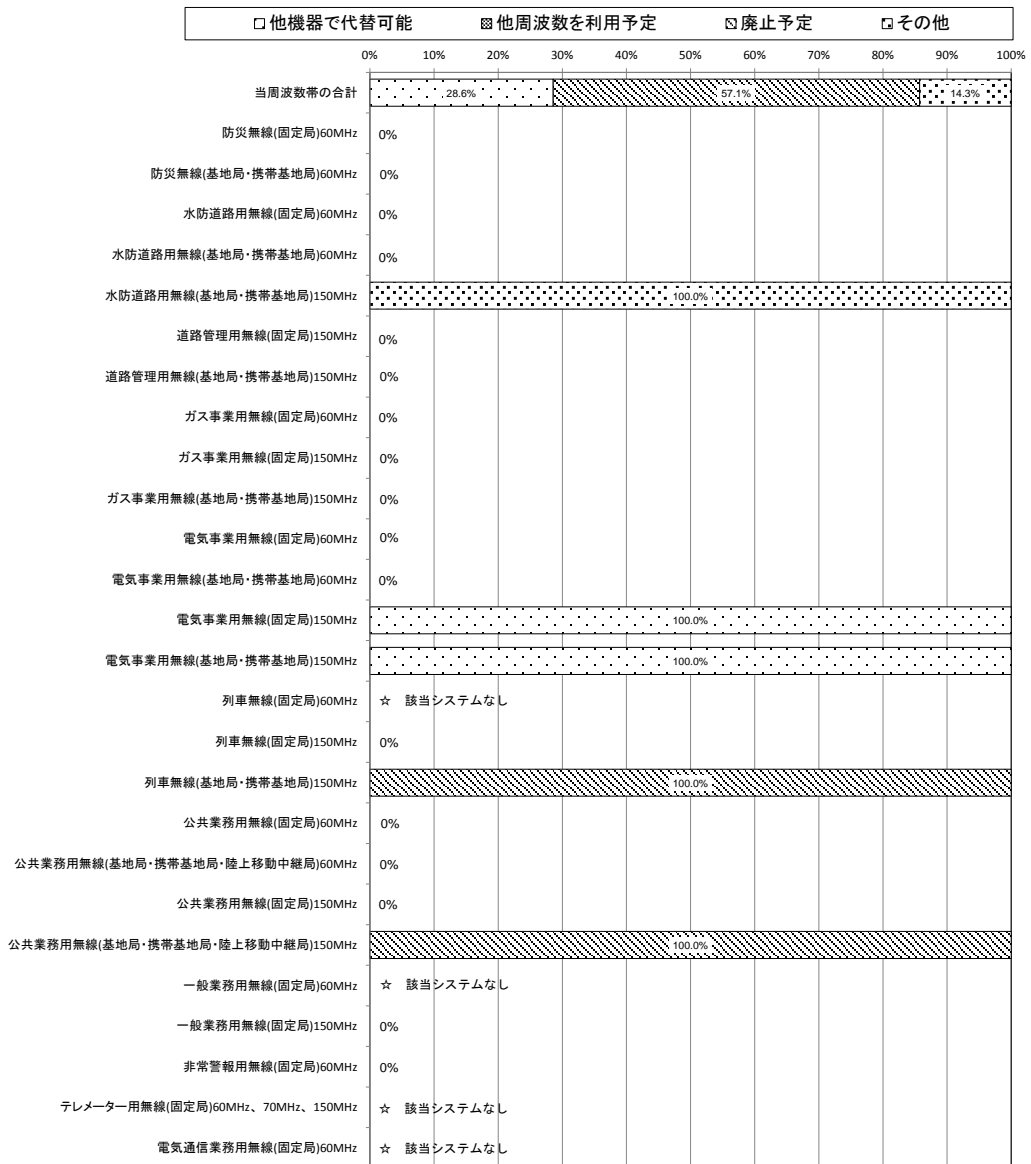 他機器で代替可能 他周波数を利用予定 廃止予定 その他
0% 10% 20% 30% 40% 50% 60% 70% 80% 90% 100%
当周波数帯の合計 28.6% 57.1% 14.3%
防災無線(固定局)60MHz 0%
防災無線(基地局・携帯基地局)60MHz 0%
水防道路用無線(固定局)60MHz 0%
水防道路用無線(基地局・携帯基地局)60MHz 0%
水防道路用無線(基地局・携帯基地局)150MHz 100.0%
道路管理用無線(固定局)150MHz 0%
道路管理用無線(基地局・携帯基地局)150MHz 0%
ガス事業用無線(固定局)60MHz 0%
ガス事業用無線(固定局)150MHz 0%
ガス事業用無線(基地局・携帯基地局)150MHz 0%
電気事業用無線(固定局)60MHz 0%
電気事業用無線(基地局・携帯基地局)60MHz 0%
電気事業用無線(固定局)150MHz 100.0%
電気事業用無線(基地局・携帯基地局)150MHz 100.0%
列車無線(固定局)60MHz ☆ 該当システムなし
列車無線(固定局)150MHz 0%
列車無線(基地局・携帯基地局)150MHz 100.0%
公共業務用無線(固定局)60MHz 0%
公共業務用無線(基地局・携帯基地局・陸上移動中継局)60MHz 0%
公共業務用無線(固定局)150MHz 0%
公共業務用無線(基地局・携帯基地局・陸上移動中継局)150MHz 100.0%
一般業務用無線(固定局)60MHz ☆ 該当システムなし
一般業務用無線(固定局)150MHz 0%
非常警報用無線(固定局)60MHz 0%
テレメーター用無線(固定局)60MHz、70MHz、150MHz ☆ 該当システムなし
電気通信業務用無線(固定局)60MHz ☆ 該当システムなし